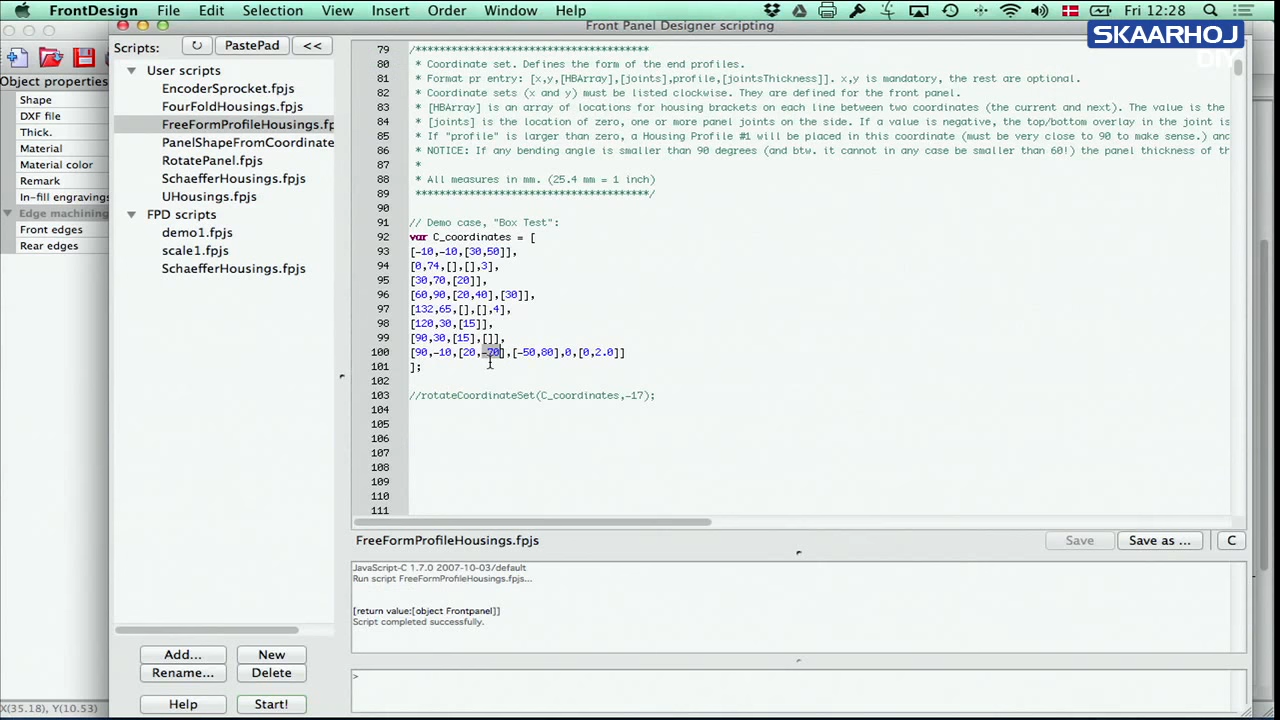 FrontDesign File Edit Selection View Insert Order Window Help Fri 12:28
Front Panel Designer scripting
SKAARHOJ
DIY
Object properties
Shape
DXF file
Thick.
Material
Material color
Remark
In-fill engravings
Edge machining
Front edges
Rear edges
X(35.18), Y(10.53)
Scripts: ↻ PastePad <<
User scripts
EncoderSprocket.fpjs
FourFoldHousings.fpjs
FreeFormProfileHousings.fp
PanelShapeFromCoordinate
RotatePanel.fpjs
SchaefferHousings.fpjs
UHousings.fpjs
FPD scripts
demo1.fpjs
scale1.fpjs
SchaefferHousings.fpjs
Add... New
Rename... Delete
Help Start!
79 /***************************************
80 * Coordinate set. Defines the form of the end profiles.
81 * Format pr entry: [x,y,[HBArray],[joints],profile,[jointsThickness]]. x,y is mandatory, the rest are optional.
82 * Coordinate sets (x and y) must be listed clockwise. They are defined for the front panel.
83 * [HBArray] is an array of locations for housing brackets on each line between two coordinates (the current and next). The value is the
84 * [joints] is the location of zero, one or more panel joints on the side. If a value is negative, the top/bottom overlay in the joint is
85 * If "profile" is larger than zero, a Housing Profile #1 will be placed in this coordinate (must be very close to 90 to make sense.) and
86 * NOTICE: If any bending angle is smaller than 90 degrees (and btw. it cannot in any case be smaller than 60!) the panel thickness of th
187 *
88 * All measures in mm. (25.4 mm = 1 inch)
89 ***************************************/
90
91 // Demo case, "Box Test":
92 var C_coordinates = [
93 [-10,-10,[30,50]],
94 [0,74,[],[],3],
95 [30,70,[20]],
96 [60,90,[20,40],[30]],
97 [132,65,[],[],4],
98 [120,30,[15]],
99 [90,30,[15],[]],
100 [90,-10,[20,-20],[-50,80],0,[0,2.0]]
101 ];
102
103 //rotateCoordinateSet(C_coordinates,-17);
104
105
106
107
108
109
110
111
FreeFormProfileHousings.fpjs Save Save as ... C
JavaScript-C 1.7.0 2007-10-03/default
Run script FreeFormProfileHousings.fpjs...
[return value:[object Frontpanel]]
Script completed successfully.
>